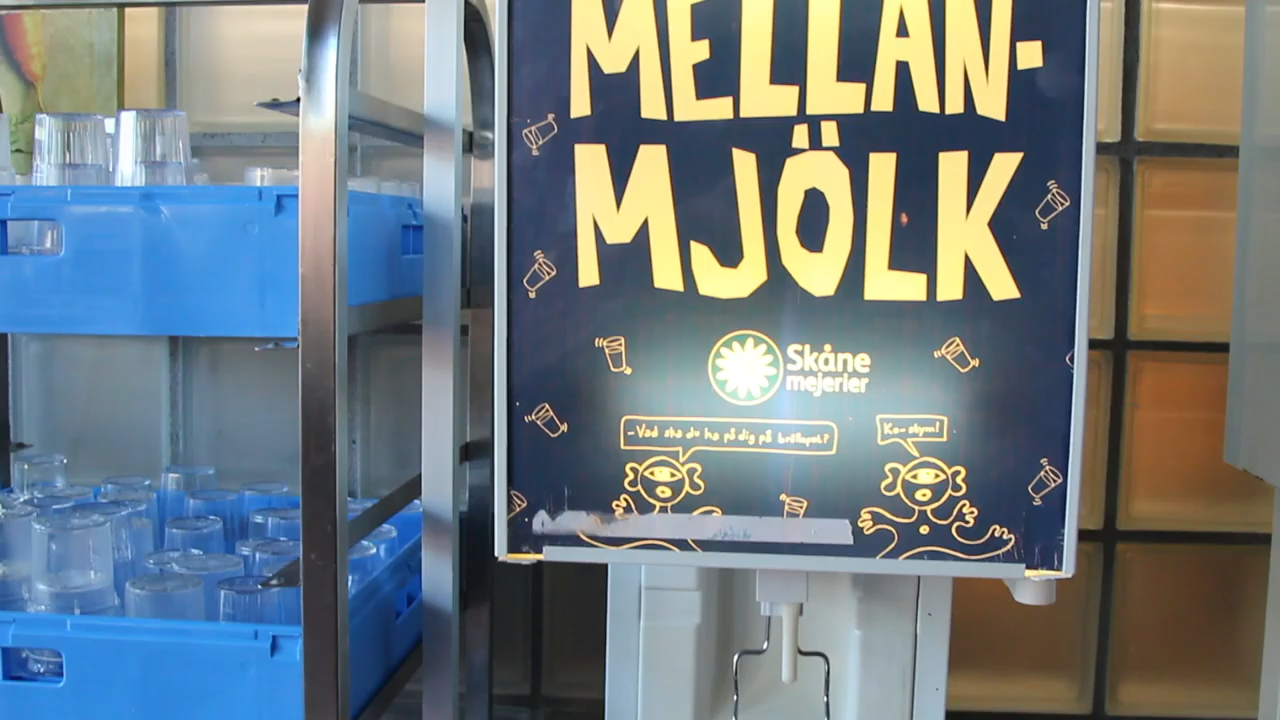 MELLAN-
MJÖLK
Skåne
mejerier
-Vad ska du ha på dig på bröllopet?
Ko-stym!